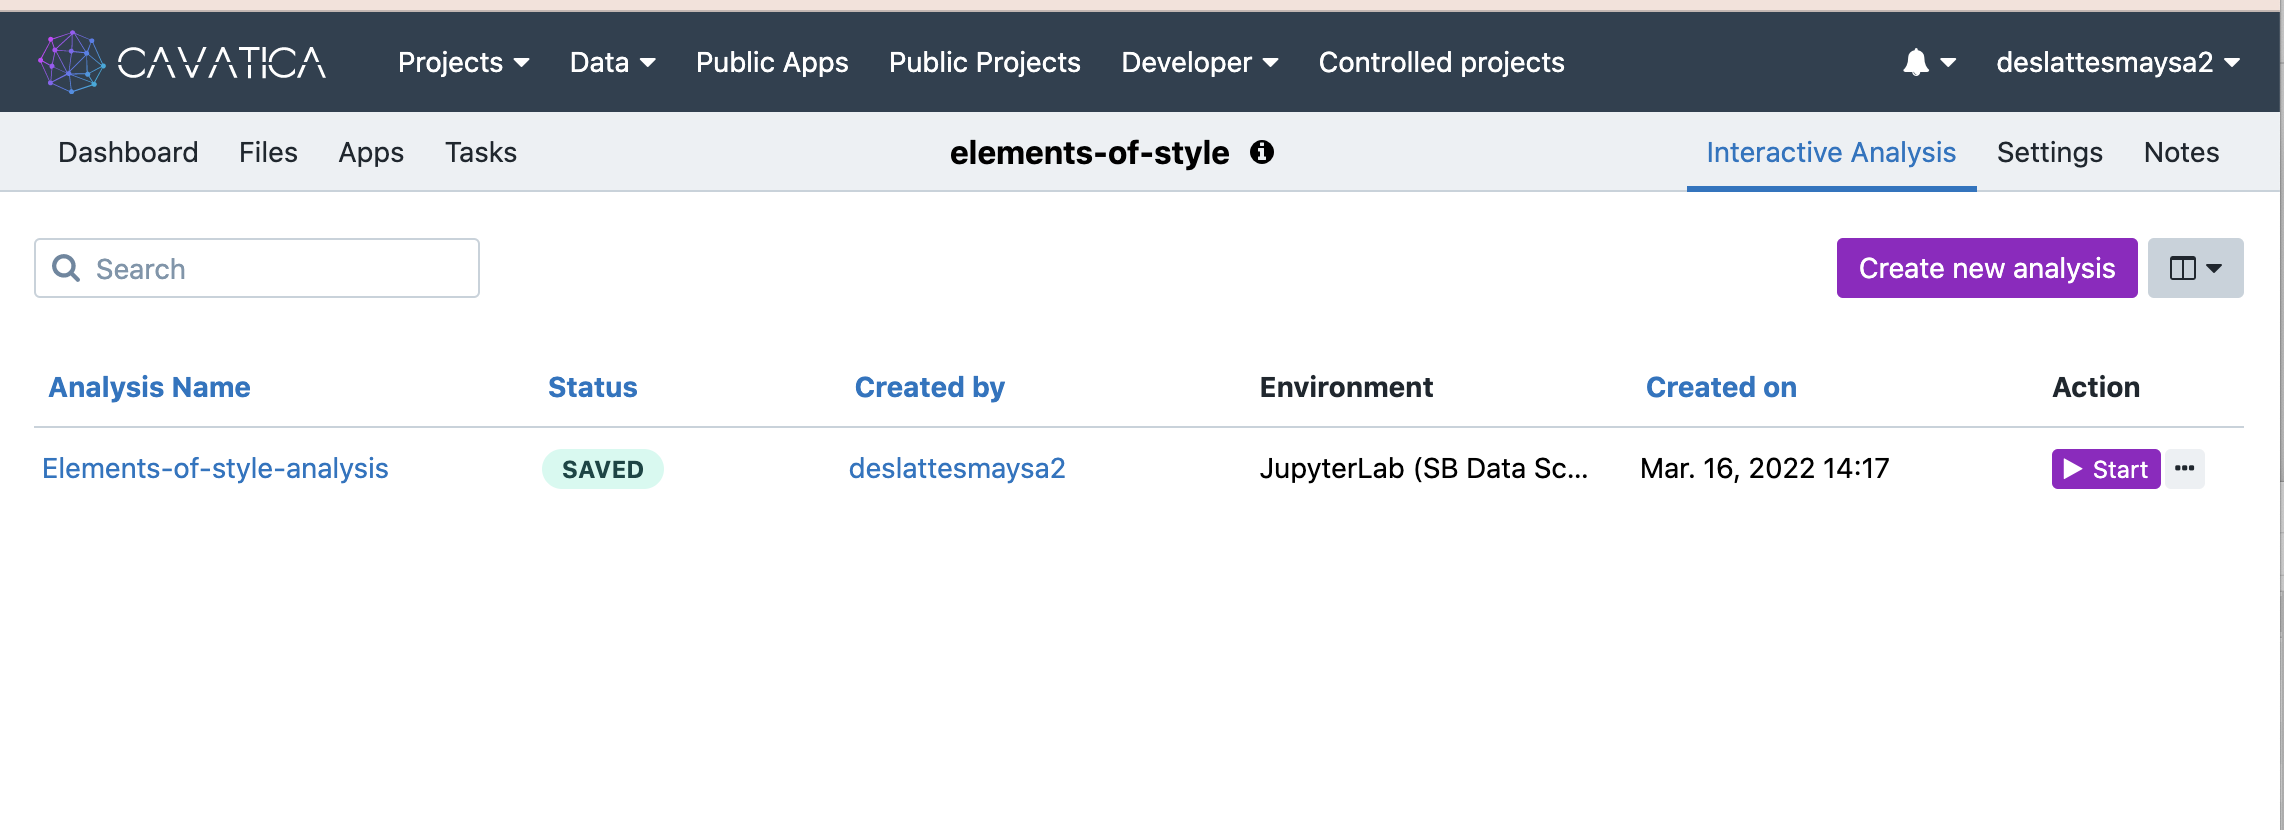 CAVATICA Projects Data Public Apps Public Projects Developer Controlled projects deslattesmaysa2
Dashboard Files Apps Tasks elements-of-style Interactive Analysis Settings Notes
Search Create new analysis
Analysis Name Status Created by Environment Created on Action
Elements-of-style-analysis SAVED deslattesmaysa2 JupyterLab (SB Data Sc... Mar. 16, 2022 14:17 Start